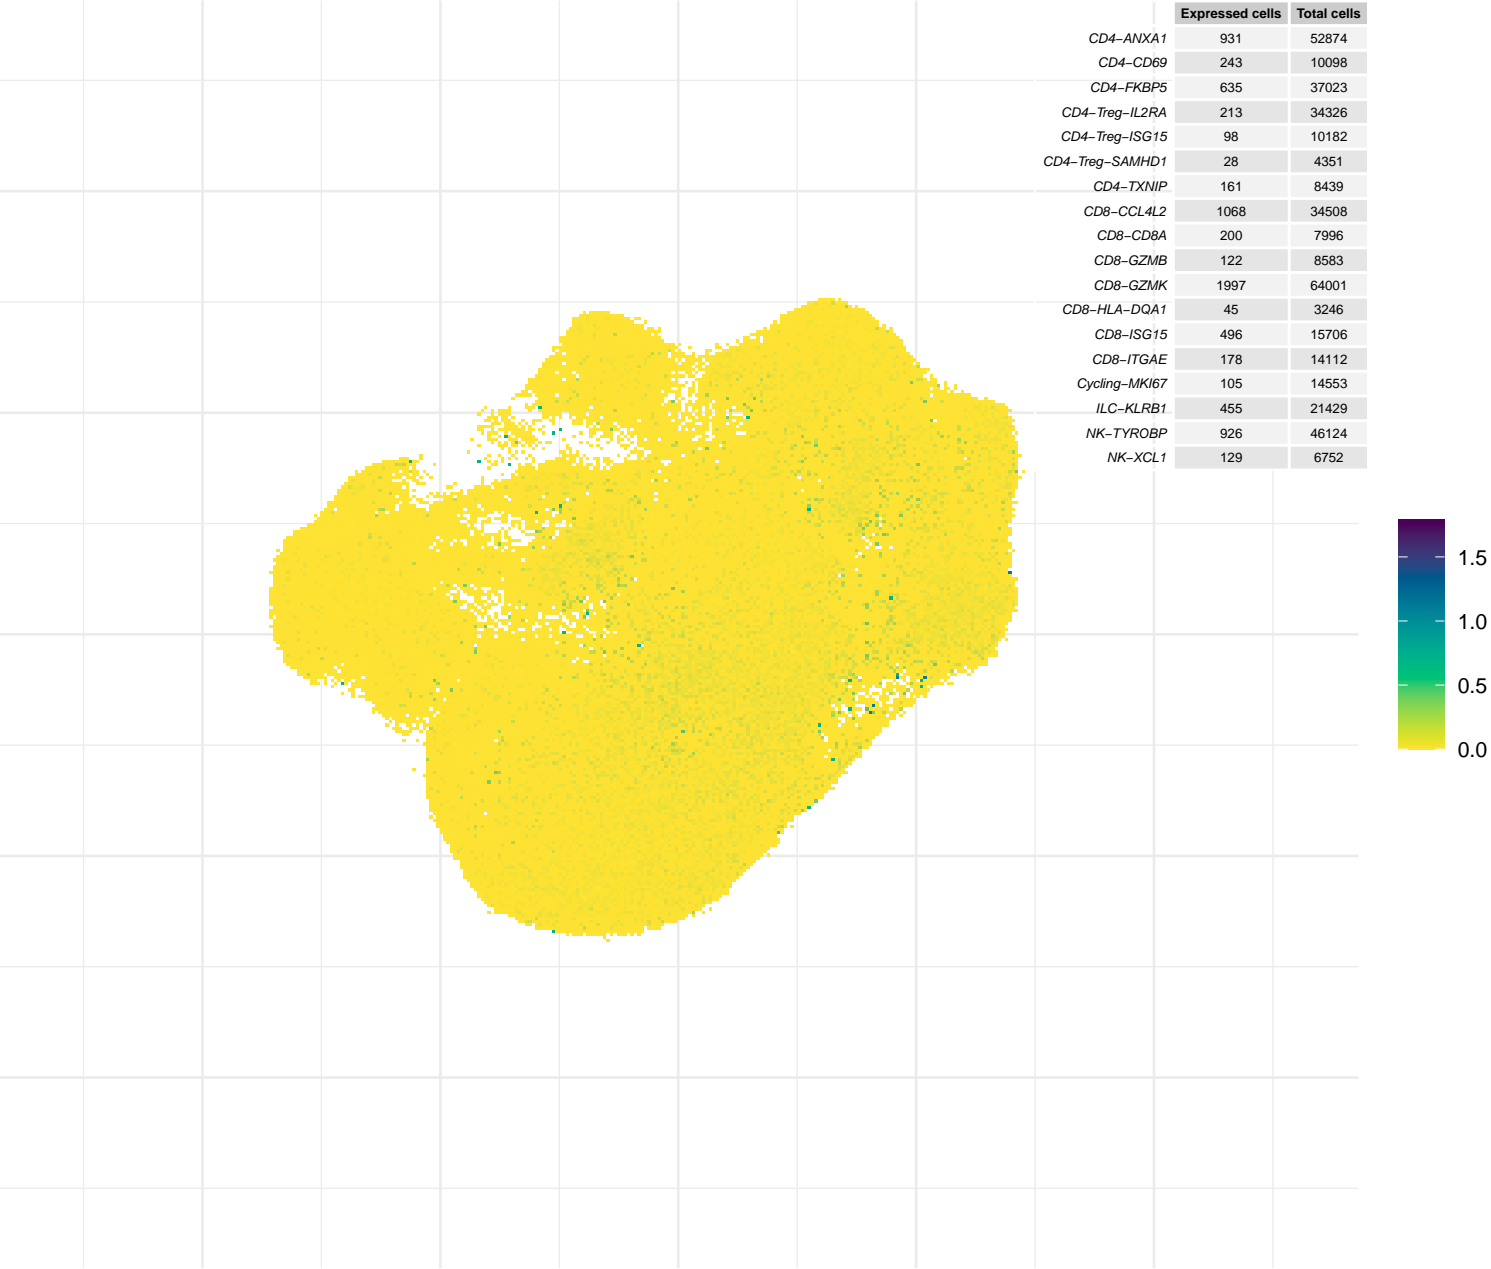 Expressed cells Total cells
CD4−ANXA1 931 52874
CD4−CD69 243 10098
CD4−FKBP5 635 37023
CD4−Treg−IL2RA 213 34326
CD4−Treg−ISG15 98 10182
CD4−Treg−SAMHD1 28 4351
CD4−TXNIP 161 8439
CD8−CCL4L2 1068 34508
CD8−CD8A 200 7996
CD8−GZMB 122 8583
CD8−GZMK 1997 64001
CD8−HLA−DQA1 45 3246
CD8−ISG15 496 15706
CD8−ITGAE 178 14112
Cycling−MKI67 105 14553
ILC−KLRB1 455 21429
NK−TYROBP 926 46124
NK−XCL1 129 6752
1.5
1.0
0.5
0.0